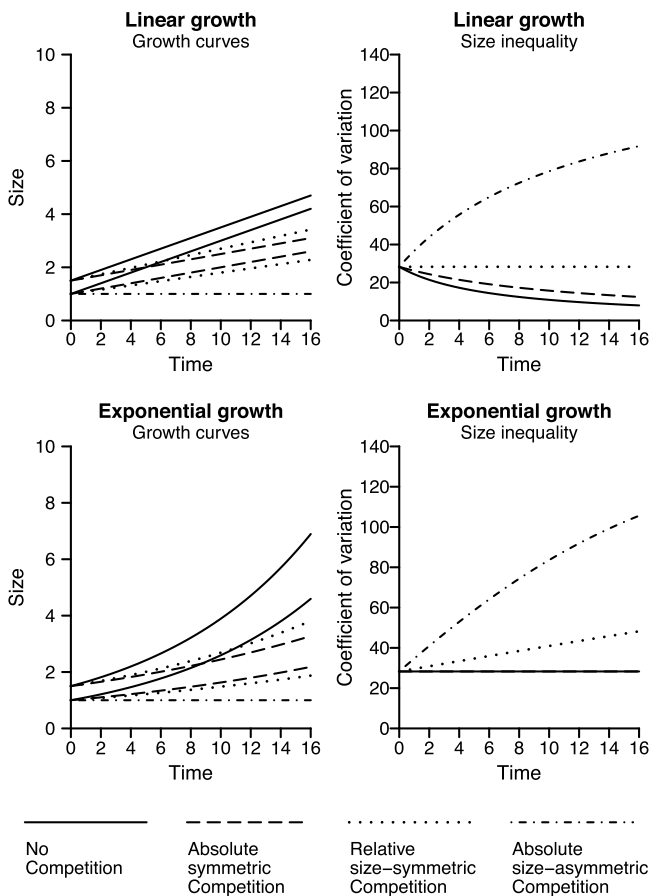 Linear growth
Growth curves
10
8
6
4
2
0
Size
0 2 4 6 8 10 12 14 16
Time
Linear growth
Size inequality
140
120
100
80
60
40
20
0
Coefficient of variation
0 2 4 6 8 10 12 14 16
Time
Exponential growth
Growth curves
10
8
6
4
2
0
Size
0 2 4 6 8 10 12 14 16
Time
Exponential growth
Size inequality
140
120
100
80
60
40
20
0
Coefficient of variation
0 2 4 6 8 10 12 14 16
Time
No
Competition
Absolute
symmetric
Competition
Relative
size−symmetric
Competition
Absolute
size−asymmetric
Competition